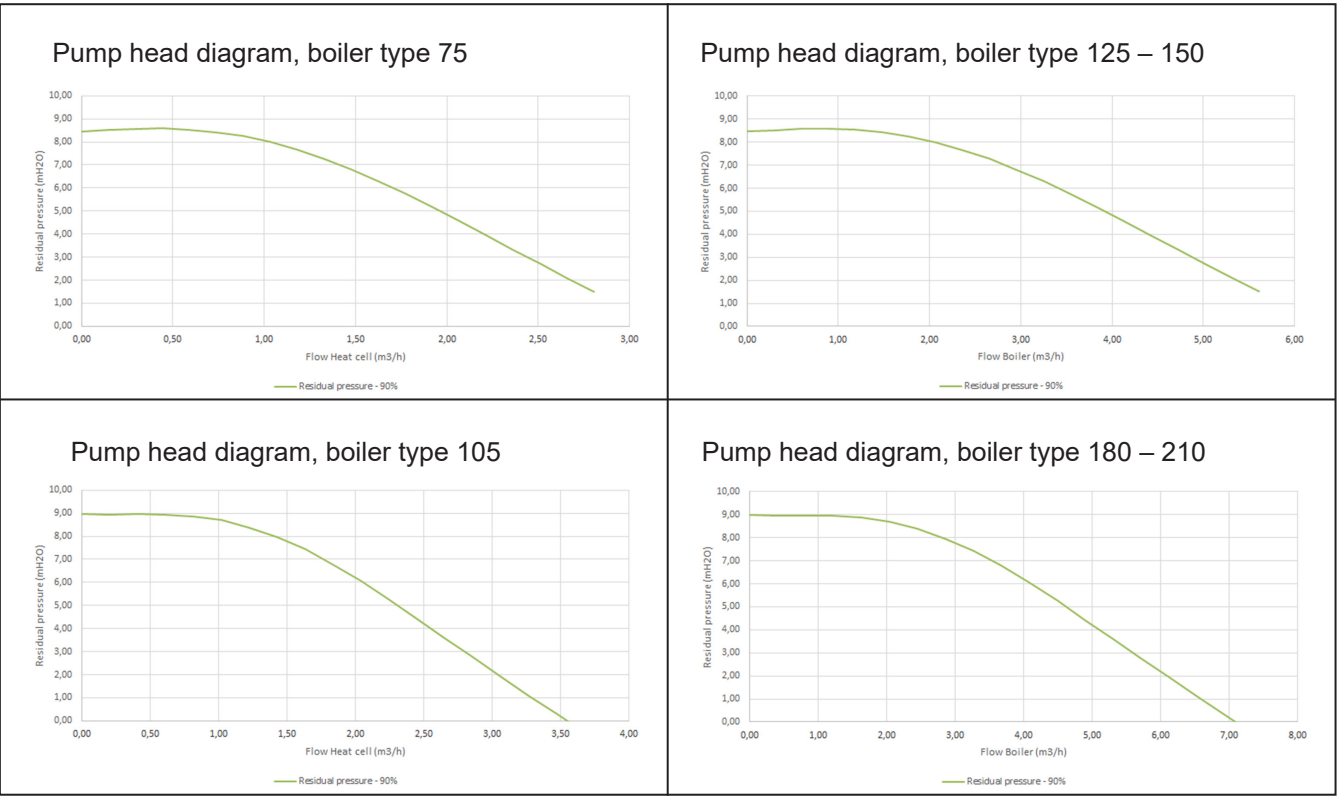 Pump head diagram, boiler type 75
10,00
9,00
8,00
7,00
6,00
5,00
4,00
3,00
2,00
1,00
0,00
Residual pressure (mH2O)
0,00 0,50 1,00 1,50 2,00 2,50 3,00
Flow Heat cell (m3/h)
Residual pressure - 90%
Pump head diagram, boiler type 125 – 150
10,00
9,00
8,00
7,00
6,00
5,00
4,00
3,00
2,00
1,00
0,00
Residual pressure (mH2O)
0,00 1,00 2,00 3,00 4,00 5,00 6,00
Flow Boiler (m3/h)
Residual pressure - 90%
Pump head diagram, boiler type 105
10,00
9,00
8,00
7,00
6,00
5,00
4,00
3,00
2,00
1,00
0,00
Residual pressure (mH2O)
0,00 0,50 1,00 1,50 2,00 2,50 3,00 3,50 4,00
Flow Heat cell (m3/h)
Residual pressure - 90%
Pump head diagram, boiler type 180 – 210
10,00
9,00
8,00
7,00
6,00
5,00
4,00
3,00
2,00
1,00
0,00
Residual pressure (mH2O)
0,00 1,00 2,00 3,00 4,00 5,00 6,00 7,00 8,00
Flow Boiler (m3/h)
Residual pressure - 90%